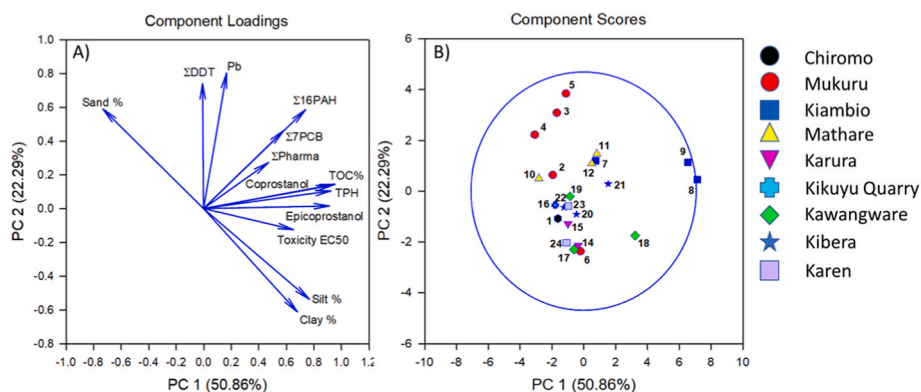 Component Loadings
A)
ΣDDT
Pb
Sand %
Σ16PAH
Σ7PCB
ΣPharma
Coprostanol
TOC%
TPH
Epicoprostanol
Toxicity EC50
Silt %
Clay %
1.0
0.8
0.6
0.4
0.2
0.0
-0.2
-0.4
-0.6
-0.8
-1.0 -0.8 -0.6 -0.4 -0.2 0.0 0.2 0.4 0.6 0.8 1.0 1.2
PC 2 (22.29%)
PC 1 (50.86%)
Component Scores
B)
5
3
4
11
7
12
2
10
9
8
21
19
22
16
23
20
1
15
18
14
24
17
6
6
4
2
0
-2
-4
-6
-10 -8 -6 -4 -2 0 2 4 6 8 10
PC 2 (22.29%)
PC 1 (50.86%)
Chiromo
Mukuru
Kiambio
Mathare
Karura
Kikuyu Quarry
Kawangware
Kibera
Karen